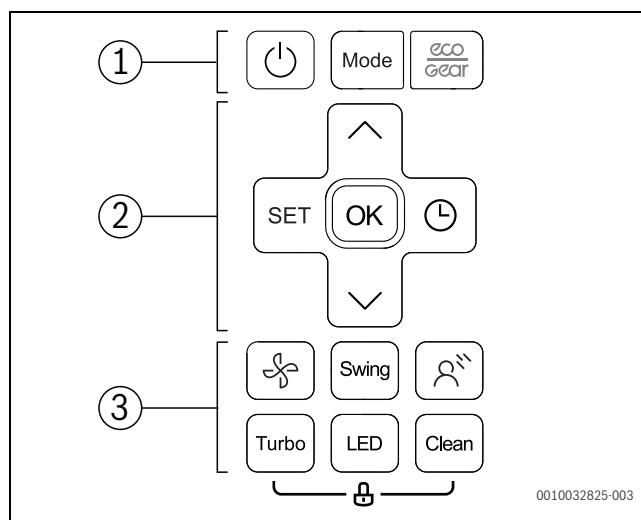 1
Mode
eco
Gear
2
SET OK
3
Swing
Turbo LED Clean
0010032825-003